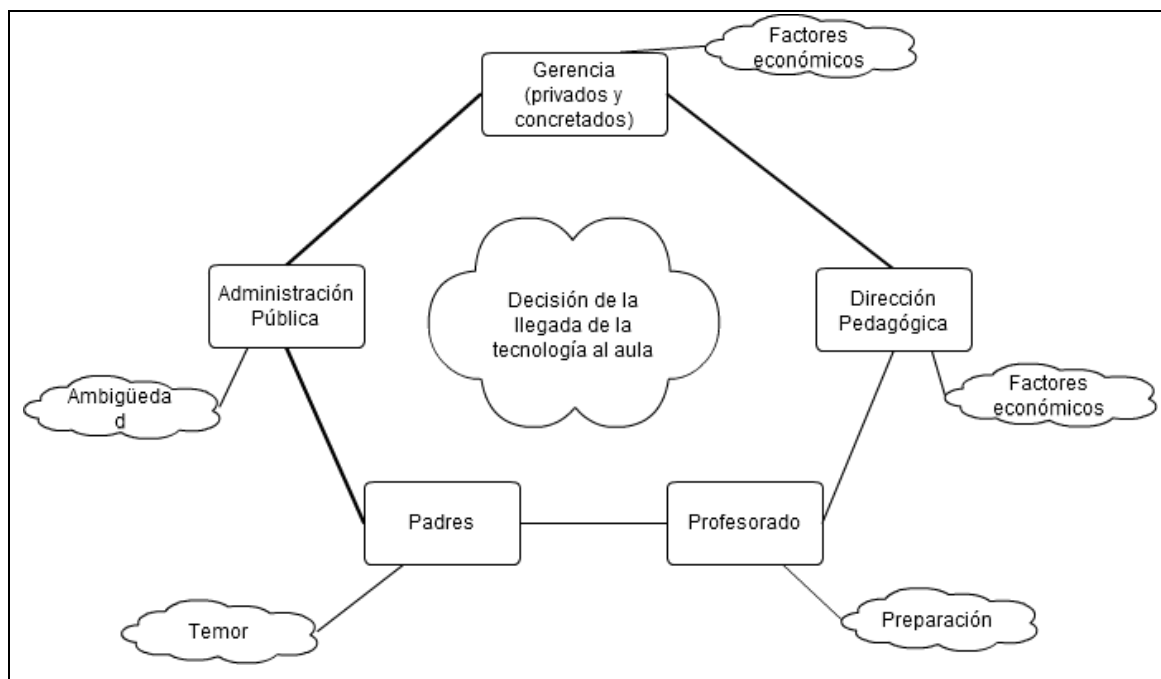 Factores
económicos
Gerencia
(privados y
concretados)
Administración
Pública
Decisión de la
llegada de la
tecnología al aula
Dirección
Pedagógica
Ambigüeda
d
Factores
económicos
Padres
Profesorado
Temor
Preparación